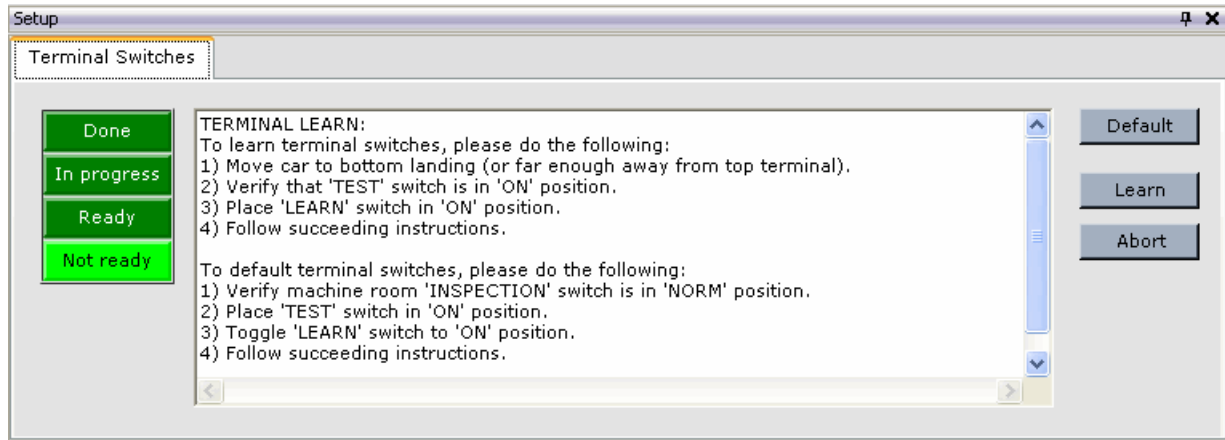 Setup
Terminal Switches
Done
In progress
Ready
Not ready
TERMINAL LEARN:
To learn terminal switches, please do the following:
1) Move car to bottom landing (or far enough away from top terminal).
2) Verify that 'TEST' switch is in 'ON' position.
3) Place 'LEARN' switch in 'ON' position.
4) Follow succeeding instructions.
To default terminal switches, please do the following:
1) Verify machine room 'INSPECTION' switch is in 'NORM' position.
2) Place 'TEST' switch in 'ON' position.
3) Toggle 'LEARN' switch to 'ON' position.
4) Follow succeeding instructions.
Default
Learn
Abort